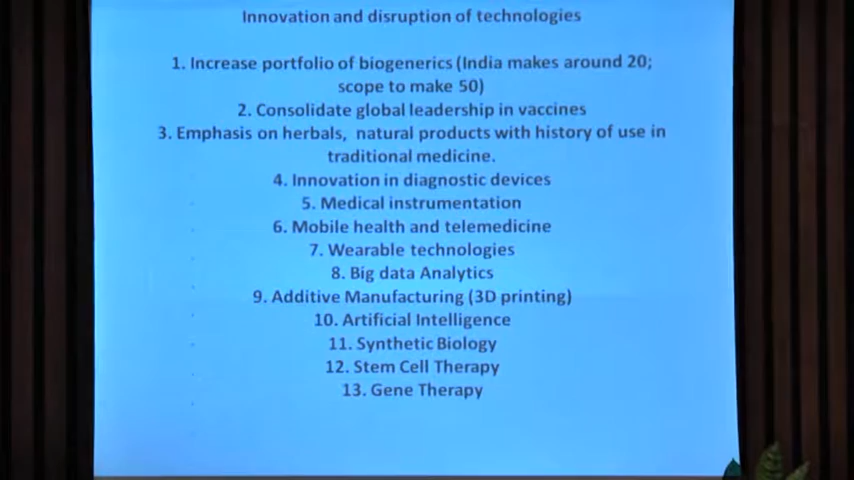 Innovation and disruption of technologies
1. Increase portfolio of biogenerics (India makes around 20;
scope to make 50)
2. Consolidate global leadership in vaccines
3. Emphasis on herbals, natural products with history of use in
traditional medicine.
4. Innovation in diagnostic devices
5. Medical instrumentation
6. Mobile health and telemedicine
7. Wearable technologies
8. Big data Analytics
9. Additive Manufacturing (3D printing)
10. Artificial Intelligence
11. Synthetic Biology
12. Stem Cell Therapy
13. Gene Therapy